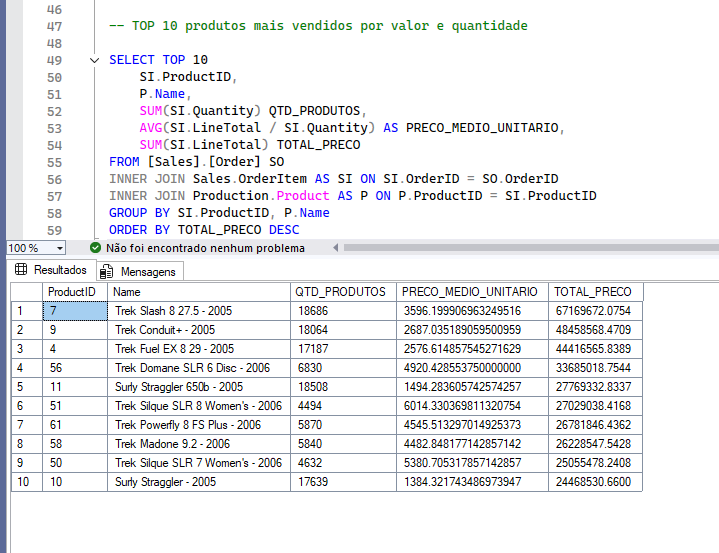 46
47 -- TOP 10 produtos mais vendidos por valor e quantidade
48
49 SELECT TOP 10
50 SI.ProductID,
51 P.Name,
52 SUM(SI.Quantity) QTD_PRODUTOS,
53 AVG(SI.LineTotal / SI.Quantity) AS PRECO_MEDIO_UNITARIO,
54 SUM(SI.LineTotal) TOTAL_PRECO
55 FROM [Sales].[Order] SO
56 INNER JOIN Sales.OrderItem AS SI ON SI.OrderID = SO.OrderID
57 INNER JOIN Production.Product AS P ON P.ProductID = SI.ProductID
58 GROUP BY SI.ProductID, P.Name
59 ORDER BY TOTAL_PRECO DESC
100 % Não foi encontrado nenhum problema
Resultados Mensagens
ProductID Name QTD_PRODUTOS PRECO_MEDIO_UNITARIO TOTAL_PRECO
1 7 Trek Slash 8 27.5 - 2005 18686 3596.199906963249516 67169672.0754
2 9 Trek Conduit+ - 2005 18064 2687.035189059500959 48458568.4709
3 4 Trek Fuel EX 8 29 - 2005 17187 2576.614857545271629 44416565.8389
4 56 Trek Domane SLR 6 Disc - 2006 6830 4920.428553750000000 33685018.7544
5 11 Surly Straggler 650b - 2005 18508 1494.283605742574257 27769332.8337
6 51 Trek Silque SLR 8 Women's - 2006 4494 6014.330369811320754 27029038.4168
7 61 Trek Powerfly 8 FS Plus - 2006 5870 4545.513297014925373 26781846.4362
8 58 Trek Madone 9.2 - 2006 5840 4482.848177142857142 26228547.5428
9 50 Trek Silque SLR 7 Women's - 2006 4632 5380.705317857142857 25055478.2408
10 10 Surly Straggler - 2005 17639 1384.321743486973947 24468530.6600